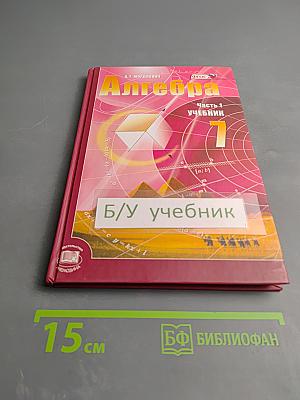 А.Г. МОРДКОВИЧ
Алгебра
Часть 1
УЧЕБНИК
7
Б/У учебник
15 см
БФ БИБЛИОФАН